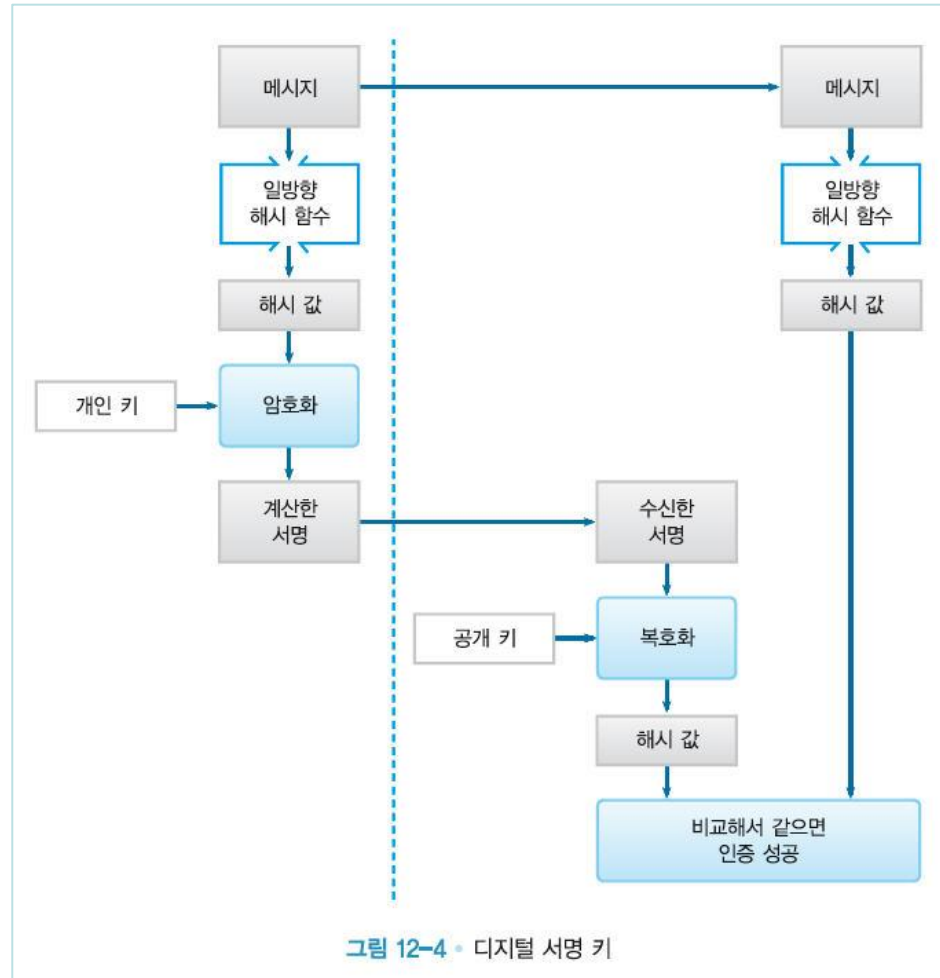 메시지
메시지
일방향
해시 함수
일방향
해시 함수
해시 값
해시 값
개인 키
암호화
계산한
서명
수신한
서명
공개 키
복호화
해시 값
비교해서 같으면
인증 성공
그림 12-4 • 디지털 서명 키